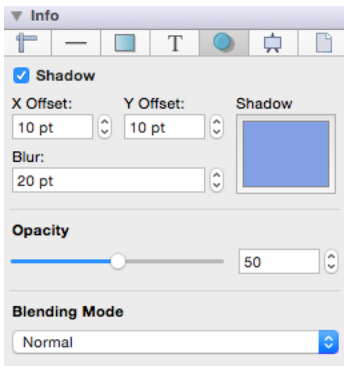 Info
T
Shadow
X Offset: Y Offset: Shadow
10 pt 10 pt
Blur:
20 pt
Opacity
50
Blending Mode
Normal